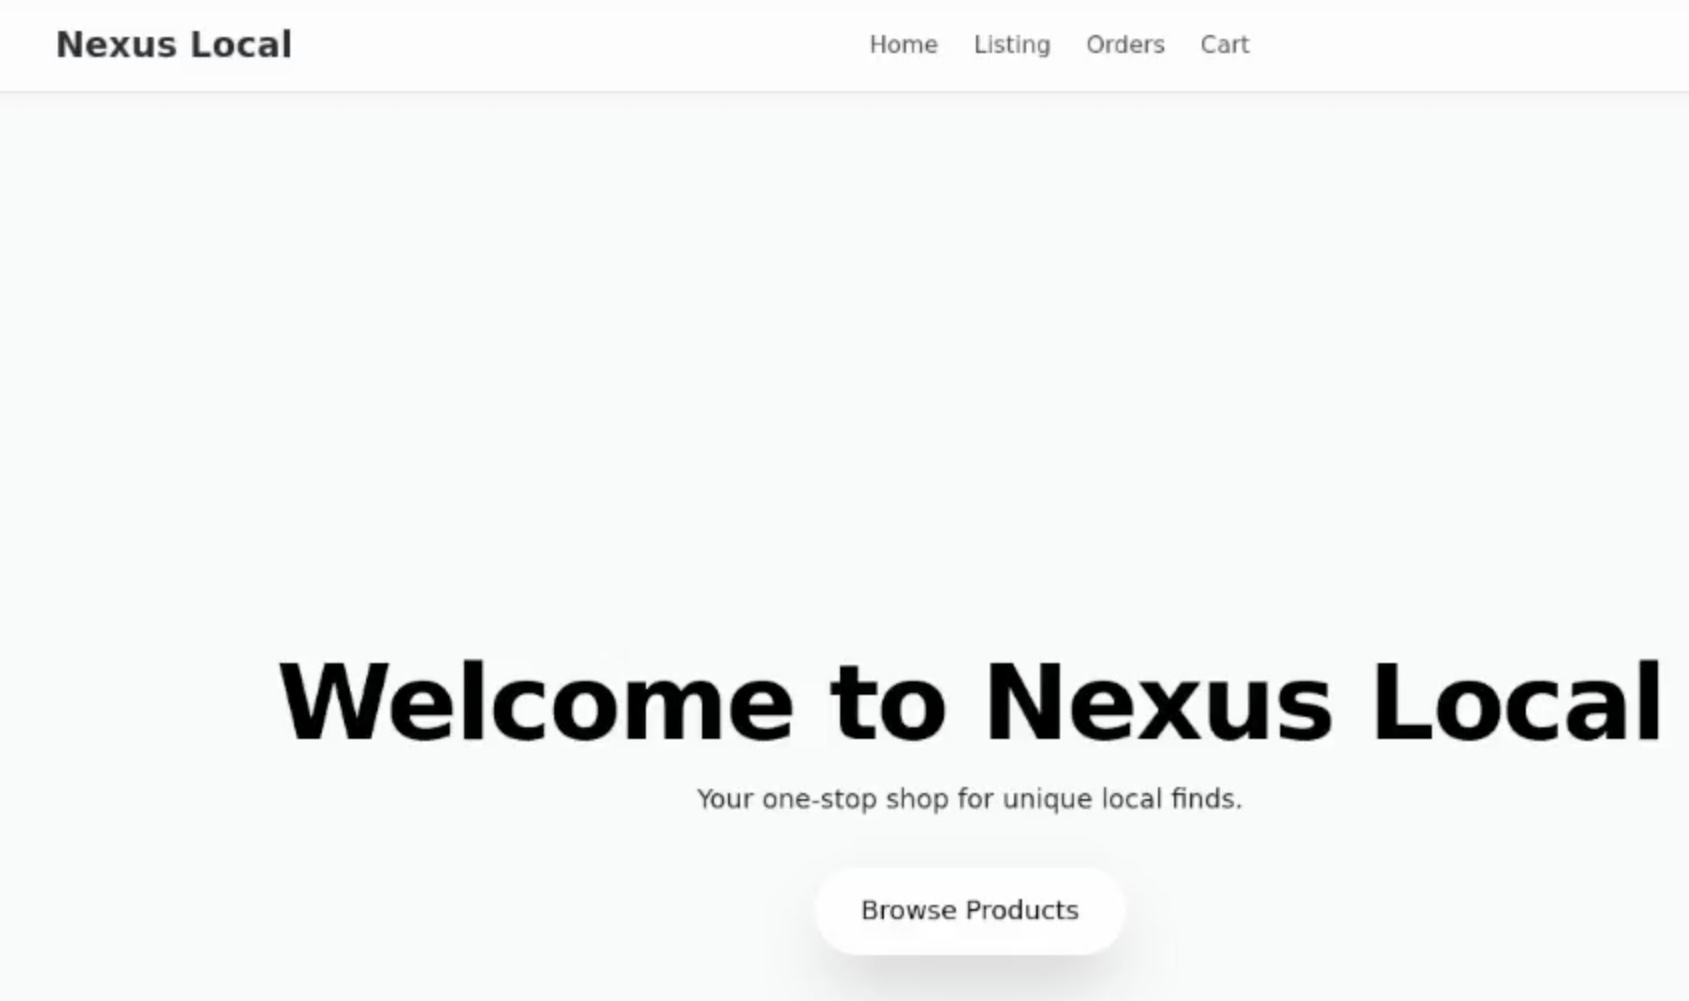 Nexus Local
Home Listing Orders Cart
Welcome to Nexus Local
Your one-stop shop for unique local finds.
Browse Products